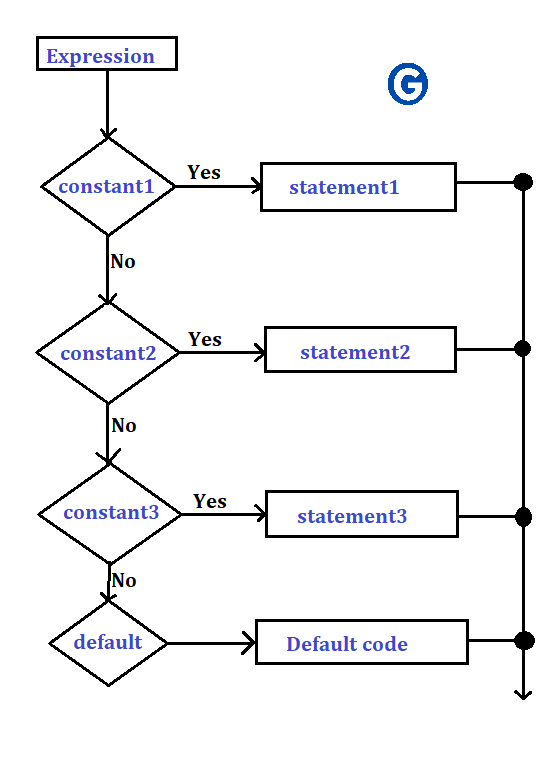 Expression
G
constant1
Yes
statement1
No
constant2
Yes
statement2
No
constant3
Yes
statement3
No
default
Default code